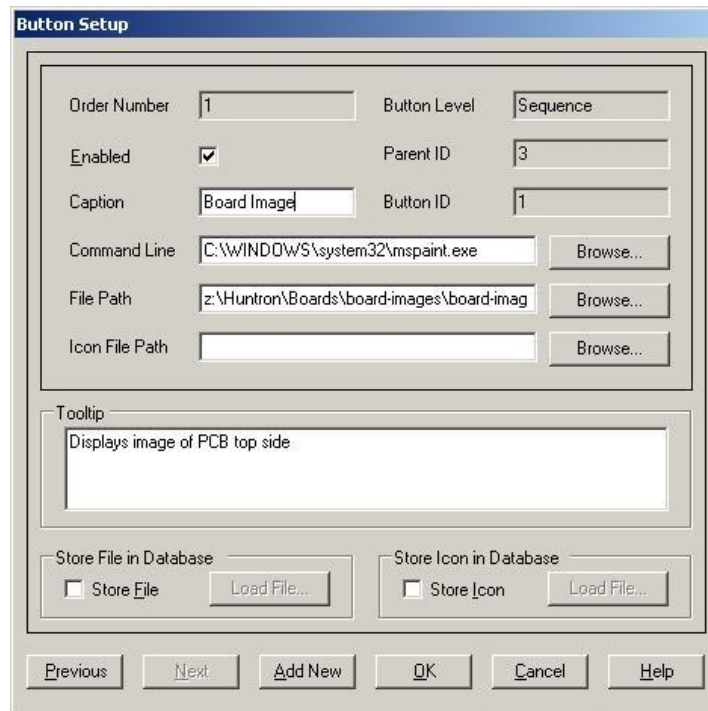 Button Setup
Order Number 1 Button Level Sequence
Enabled Parent ID 3
Caption Board Image Button ID 1
Command Line C:\WINDOWS\system32\mspaint.exe Browse...
File Path z:\Huntron\Boards\board-images\board-imag Browse...
Icon File Path Browse...
Tooltip
Displays image of PCB top side
Store File in Database Store Icon in Database
Store File Load File... Store Icon Load File...
Previous Next Add New OK Cancel Help